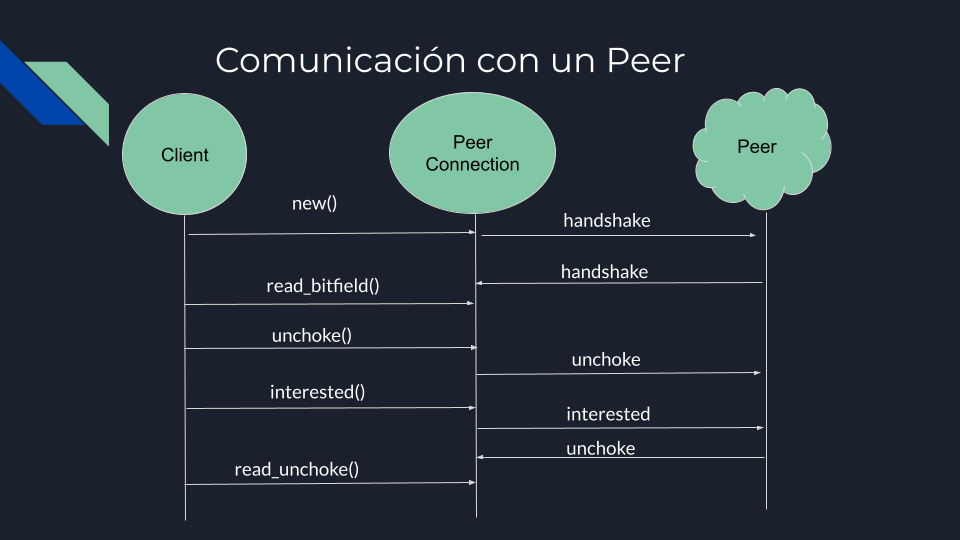 Comunicación con un Peer
Client
Peer
Connection
Peer
new()
handshake
handshake
read_bitfield()
unchoke()
unchoke
interested()
interested
unchoke
read_unchoke()